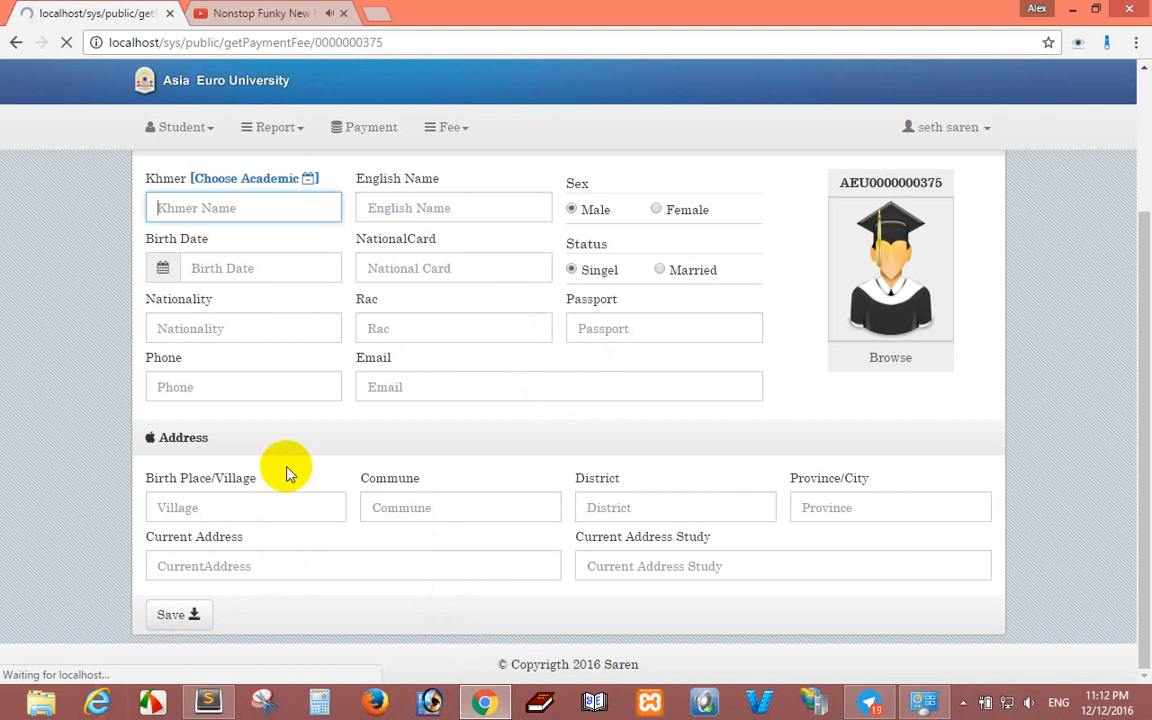 localhost/sys/public/getF
Nonstop Funky New
Alex
localhost/sys/public/getPaymentFee/0000000375
Asia Euro University
Student
Report
Payment
Fee
seth saren
Khmer [Choose Academic ]
English Name
Sex
AEU0000000375
Khmer Name
English Name
Male
Female
Birth Date
NationalCard
Status
Birth Date
National Card
Singel
Married
Nationality
Rac
Passport
Nationality
Rac
Passport
Phone
Email
Browse
Phone
Email
Address
Birth Place/Village
Commune
District
Province/City
Village
Commune
District
Province
Current Address
Current Address Study
CurrentAddress
Current Address Study
Save
© Copyrigth 2016 Saren
Waiting for localhost...
19
ENG
11:12 PM
12/12/2016